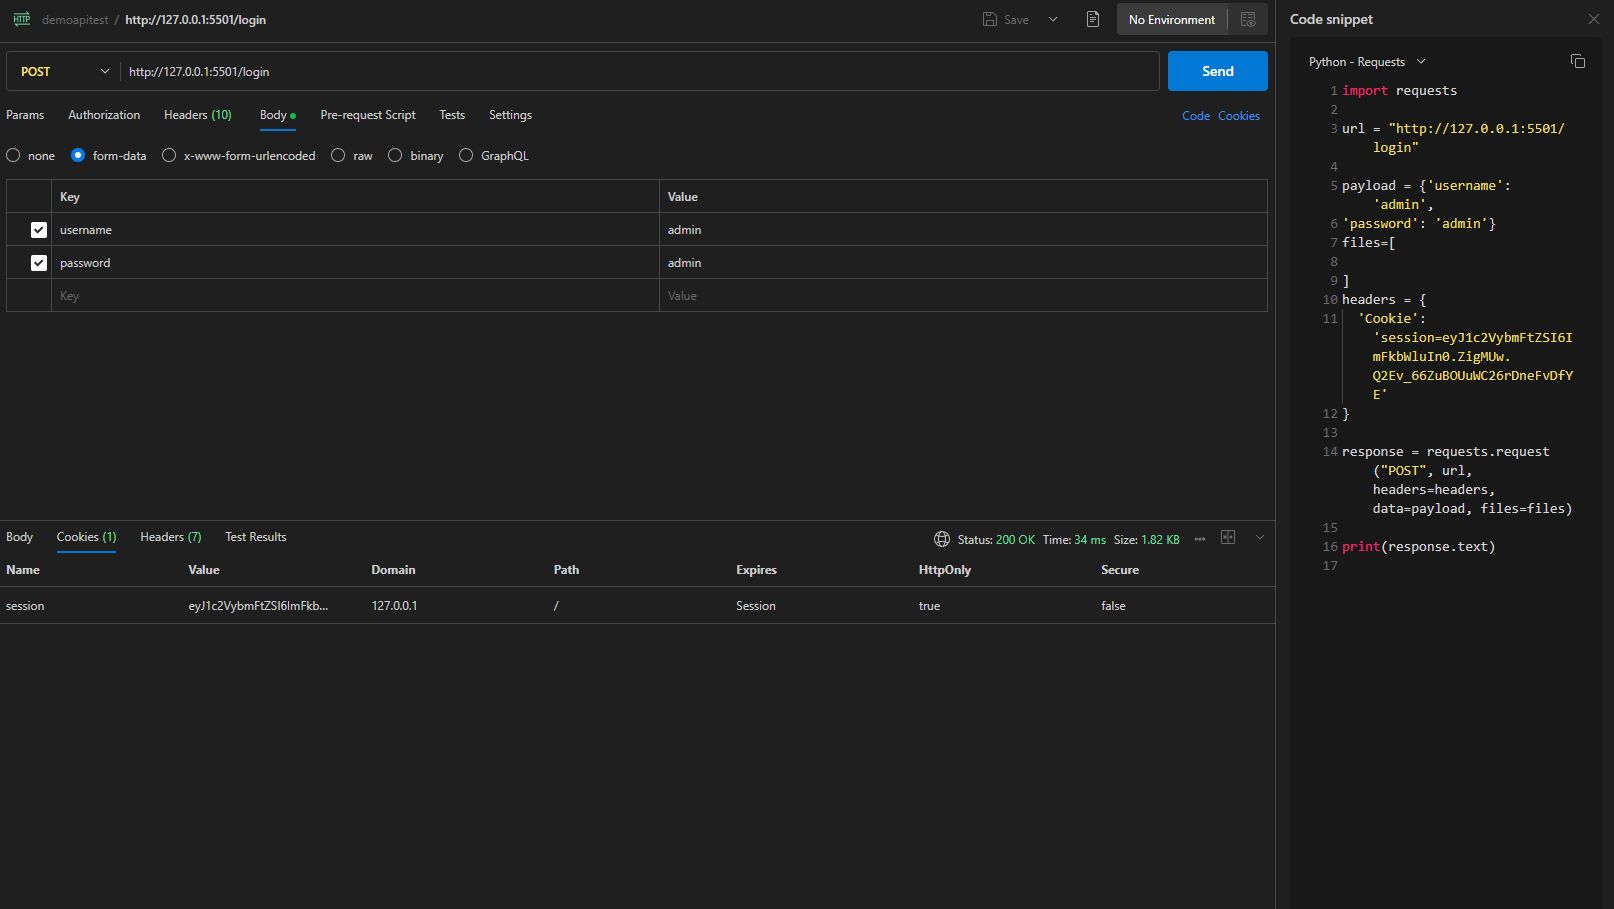 HTTP demoapitest / http://127.0.0.1:5501/login Save No Environment
POST http://127.0.0.1:5501/login Send
Params Authorization Headers (10) Body Pre-request Script Tests Settings Code Cookies
none form-data x-www-form-urlencoded raw binary GraphQL
Key Value
username admin
password admin
Key Value
Body Cookies (1) Headers (7) Test Results Status: 200 OK Time: 34 ms Size: 1.82 KB
Name Value Domain Path Expires HttpOnly Secure
session eyJ1c2VybmFtZSI6ImFkb... 127.0.0.1 / Session true false
Code snippet
Python - Requests
1 import requests
2
3 url = "http://127.0.0.1:5501/
login"
4
5 payload = {'username':
'admin',
6 'password': 'admin'}
7 files=[
8
9 ]
10 headers = {
11 'Cookie':
'session=eyJ1c2VybmFtZSI6I
mFkbWluIn0.ZigMUw.
Q2Ev_66ZuBOUuWC26rDneFvDfY
E'
12 }
13
14 response = requests.request
("POST", url,
headers=headers,
data=payload, files=files)
15
16 print(response.text)
17